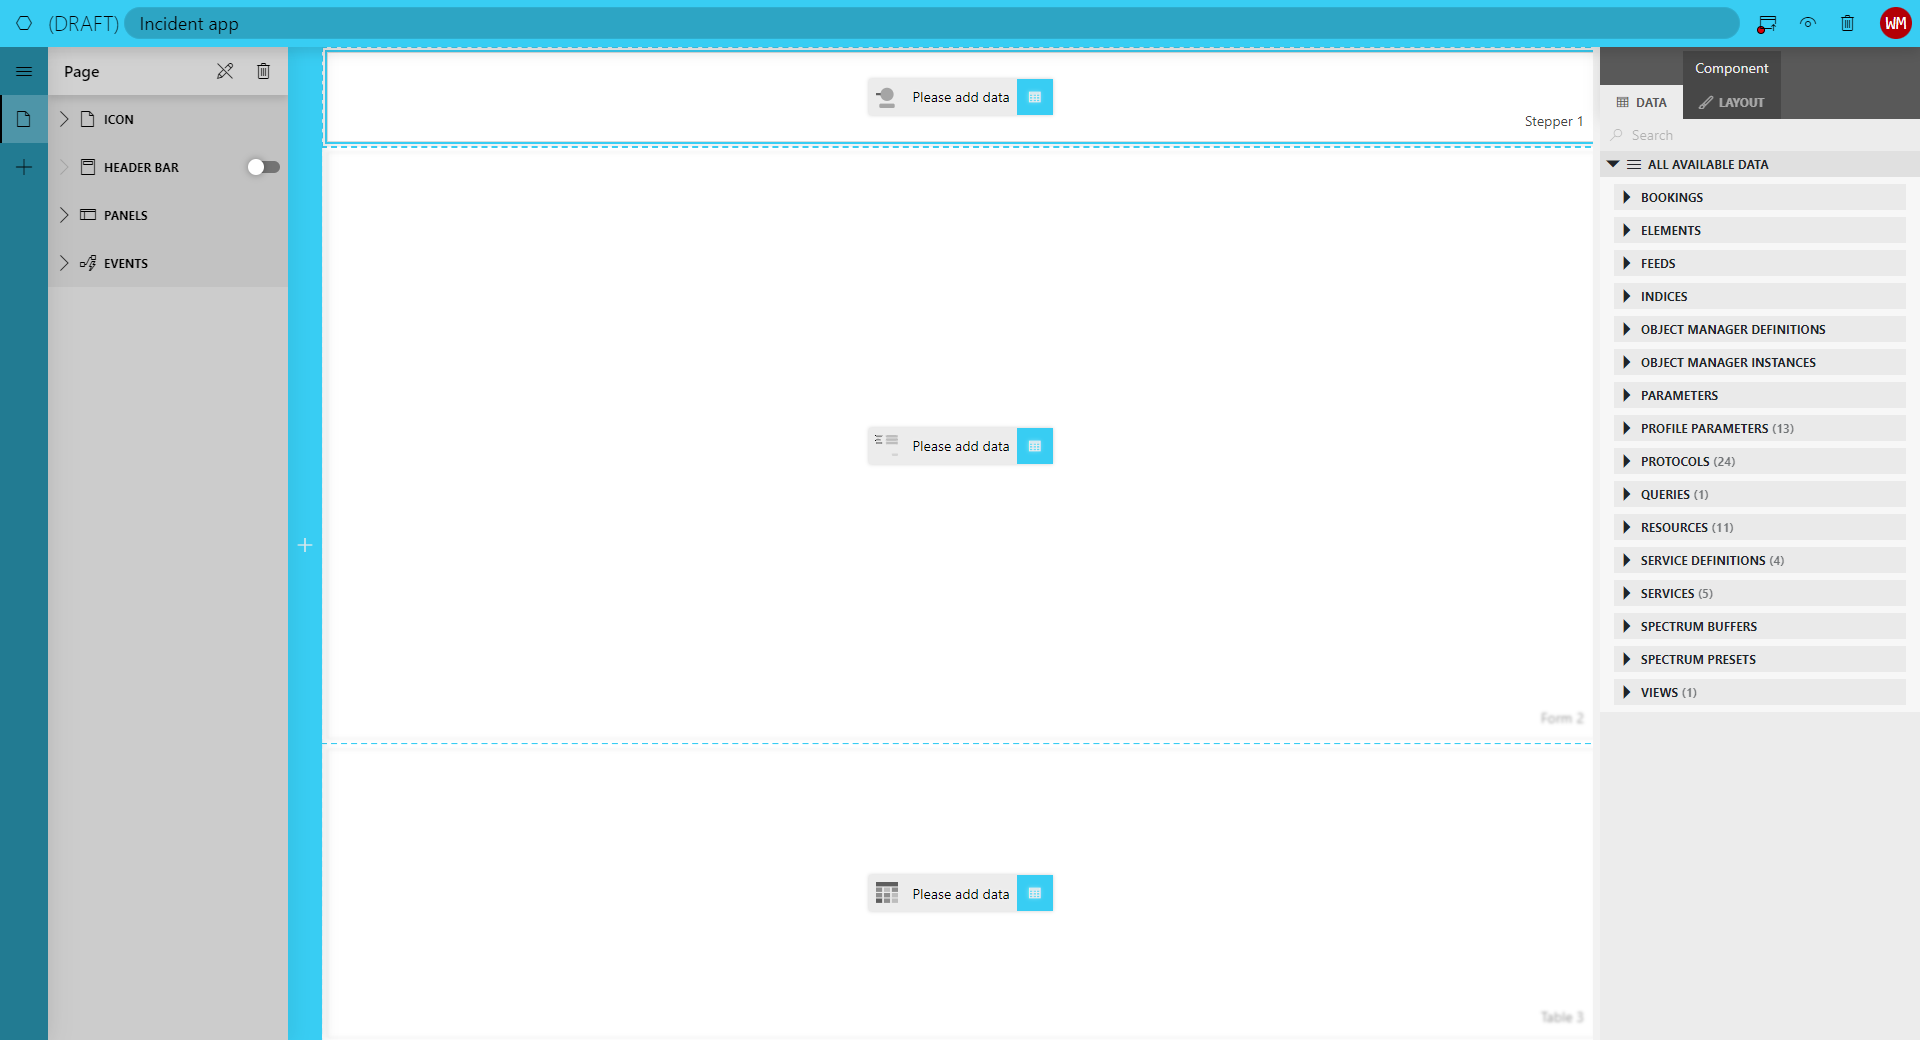 (DRAFT) Incident app
WM
Page
ICON
HEADER BAR
PANELS
EVENTS
Please add data
Stepper 1
Please add data
Form 2
Please add data
Table 3
Component
DATA
LAYOUT
Search
ALL AVAILABLE DATA
BOOKINGS
ELEMENTS
FEEDS
INDICES
OBJECT MANAGER DEFINITIONS
OBJECT MANAGER INSTANCES
PARAMETERS
PROFILE PARAMETERS (13)
PROTOCOLS (24)
QUERIES (1)
RESOURCES (11)
SERVICE DEFINITIONS (4)
SERVICES (5)
SPECTRUM BUFFERS
SPECTRUM PRESETS
VIEWS (1)